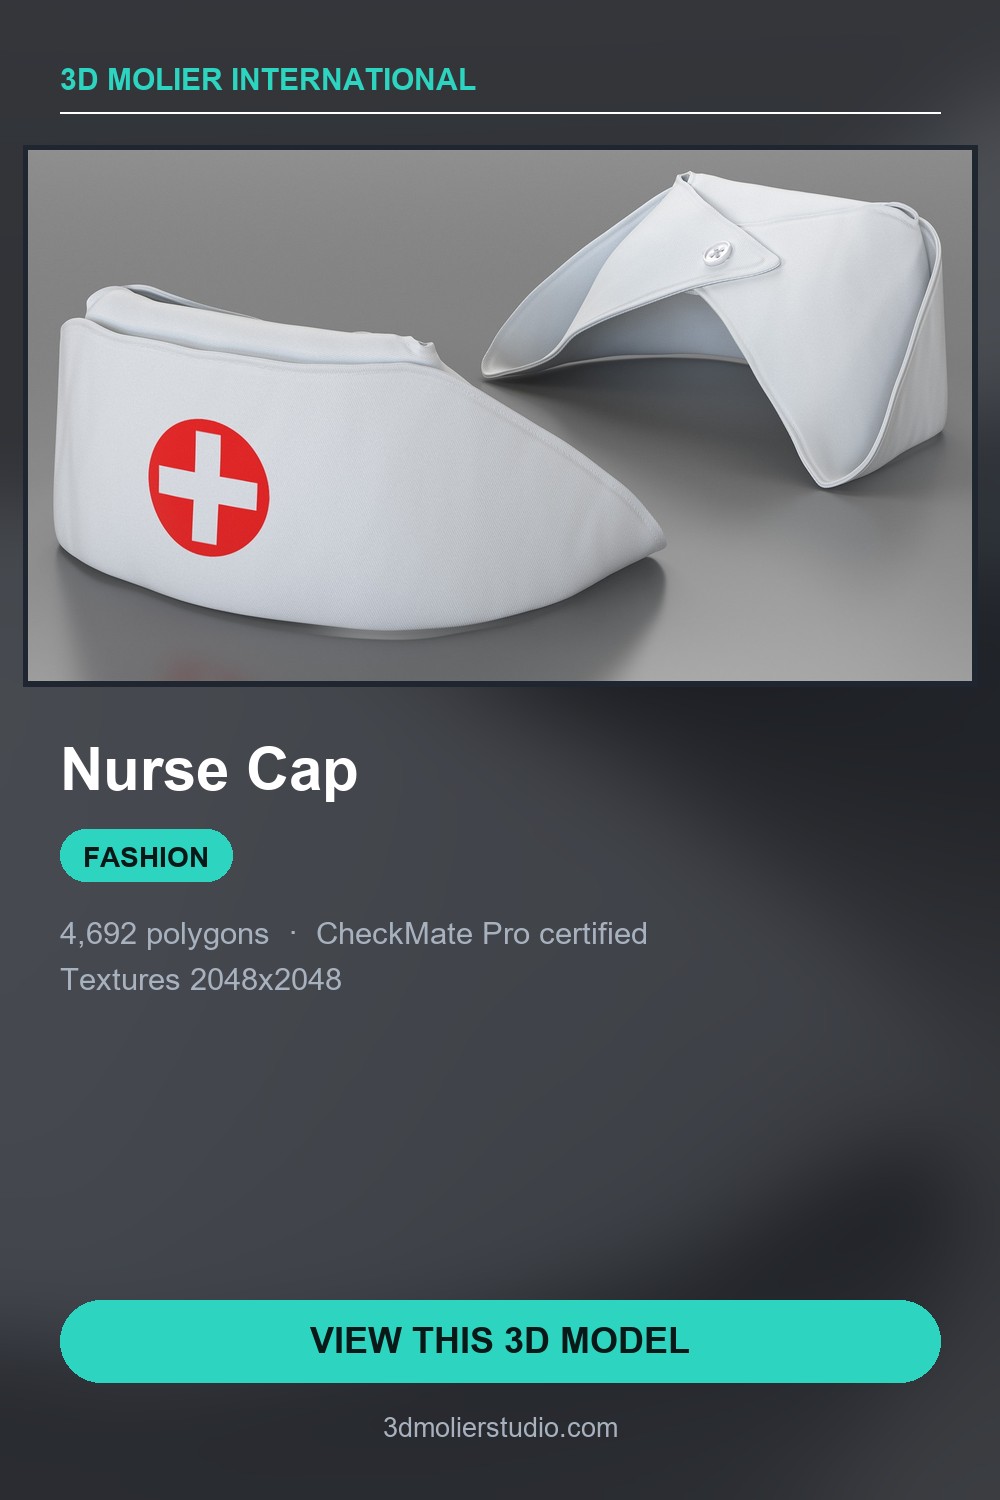 3D MOLIER INTERNATIONAL
Nurse Cap
FASHION
4,692 polygons · CheckMate Pro certified
Textures 2048x2048
VIEW THIS 3D MODEL
3dmolierstudio.com